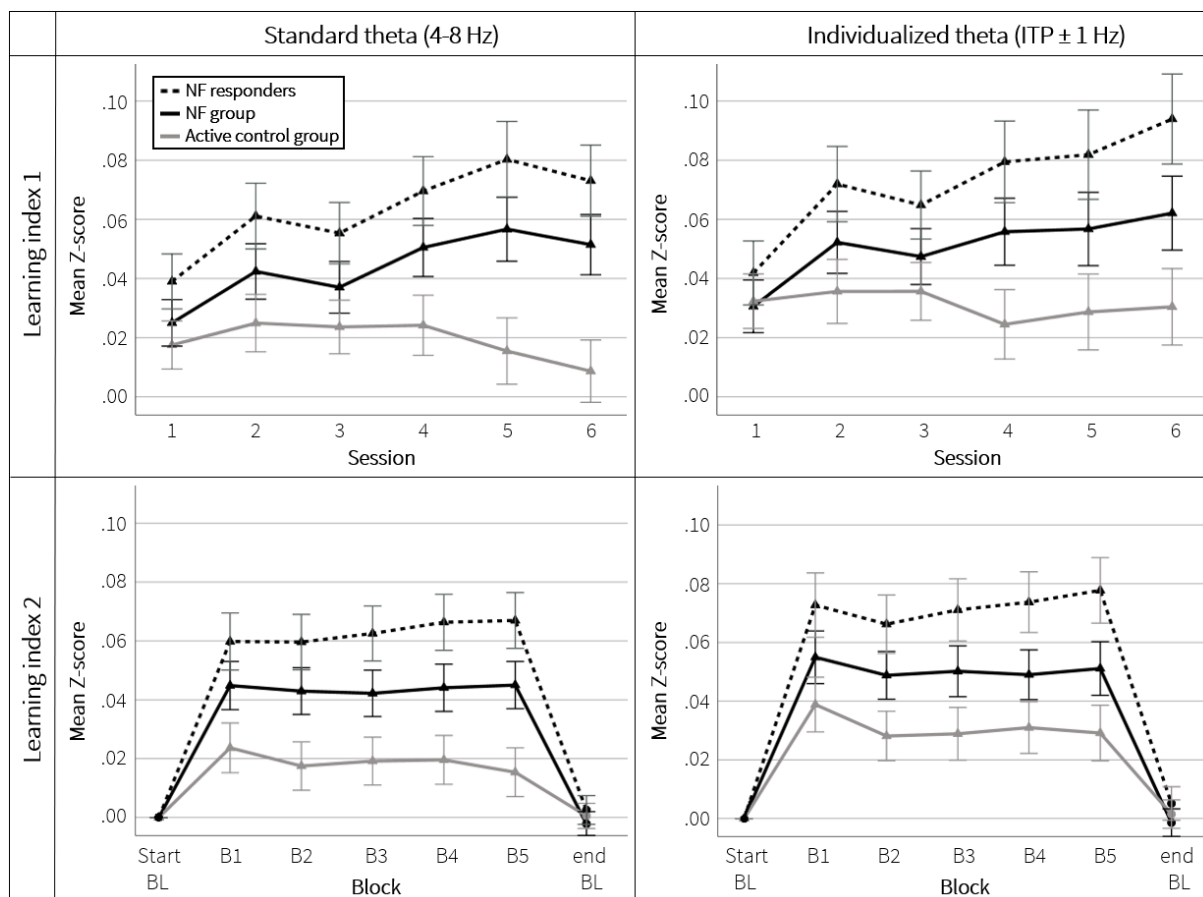 Standard theta (4-8 Hz)
Individualized theta (ITP ± 1 Hz)
Learning index 1
Mean Z-score
.10
.08
.06
.04
.02
.00
NF responders
NF group
Active control group
1 2 3 4 5 6
Session
Mean Z-score
.10
.08
.06
.04
.02
.00
1 2 3 4 5 6
Session
Learning index 2
Mean Z-score
.10
.08
.06
.04
.02
.00
Start BL B1 B2 B3 B4 B5 end BL
Block
Mean Z-score
.10
.08
.06
.04
.02
.00
Start BL B1 B2 B3 B4 B5 end BL
Block